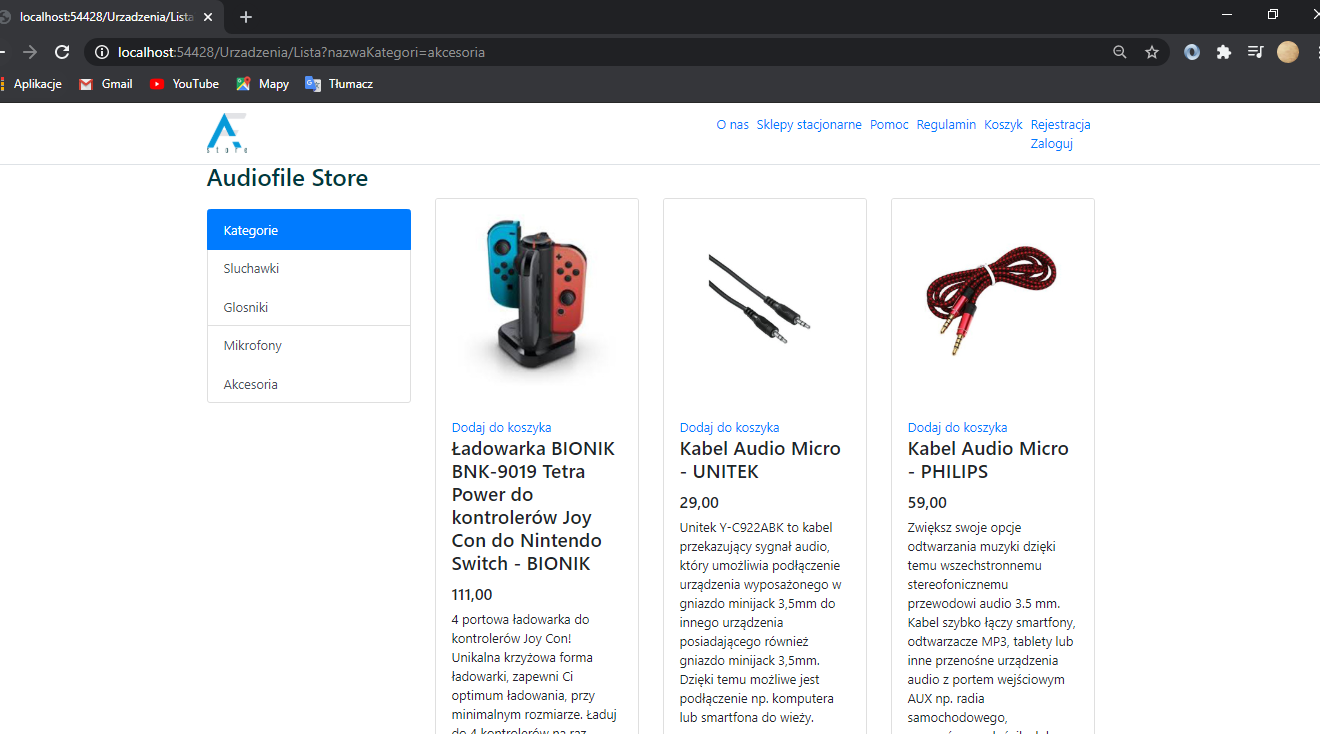 localhost:54428/Urzadzenia/Lista
localhost:54428/Urzadzenia/Lista?nazwaKategori=akcesoria
Aplikacje Gmail YouTube Mapy Tłumacz
store
O nas Sklepy stacjonarne Pomoc Regulamin Koszyk Rejestracja
Zaloguj
Audiofile Store
Kategorie
Sluchawki
Glosniki
Mikrofony
Akcesoria
Dodaj do koszyka
Ładowarka BIONIK
BNK-9019 Tetra
Power do
kontrolerów Joy
Con do Nintendo
Switch - BIONIK
111,00
4 portowa ładowarka do
kontrolerów Joy Con!
Unikalna krzyżowa forma
ładowarki, zapewni Ci
optimum ładowania, przy
minimalnym rozmiarze. Ładuj
do 4 kontrolerów na raz
Dodaj do koszyka
Kabel Audio Micro
- UNITEK
29,00
Unitek Y-C922ABK to kabel
przekazujący sygnał audio,
który umożliwia podłączenie
urządzenia wyposażonego w
gniazdo minijack 3,5mm do
innego urządzenia
posiadającego również
gniazdo minijack 3,5mm.
Dzięki temu możliwe jest
podłączenie np. komputera
lub smartfona do wieży.
Dodaj do koszyka
Kabel Audio Micro
- PHILIPS
59,00
Zwiększ swoje opcje
odtwarzania muzyki dzięki
temu wszechstronnemu
stereofonicznemu
przewodowi audio 3.5 mm.
Kabel szybko łączy smartfony,
odtwarzacze MP3, tablety lub
inne przenośne urządzenia
audio z portem wejściowym
AUX np. radia
samochodowego,